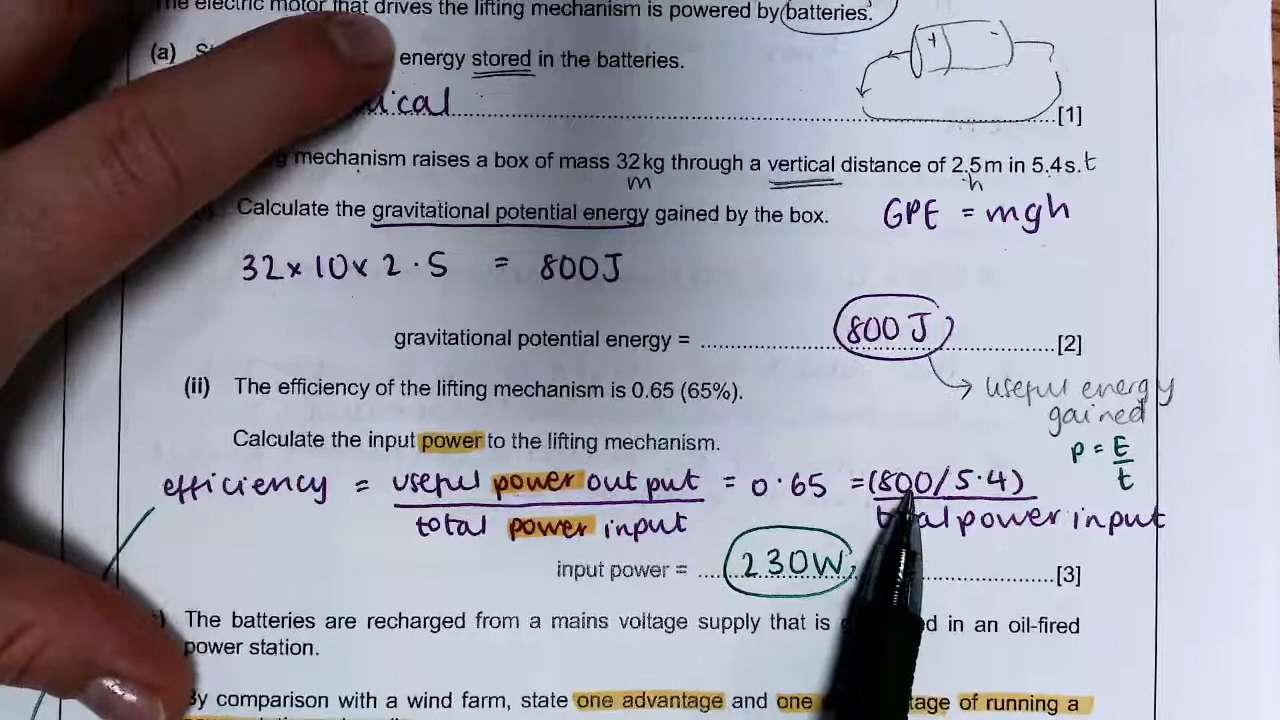 The electric motor that drives the lifting mechanism is powered by batteries.
(a) energy stored in the batteries.
ical [1]
mechanism raises a box of mass 32 kg through a vertical distance of 2.5 m in 5.4 s. t
m h
Calculate the gravitational potential energy gained by the box. GPE = mgh
32 x 10 x 2.5 = 800J
gravitational potential energy = 800 J [2]
(ii) The efficiency of the lifting mechanism is 0.65 (65%).
useful energy
gained
Calculate the input power to the lifting mechanism.
P = E
t
efficiency = useful power output = 0.65 = (800/5.4)
total power input total power input
input power = 230W [3]
The batteries are recharged from a mains voltage supply that is in an oil-fired
power station.
By comparison with a wind farm, state one advantage and one of running a